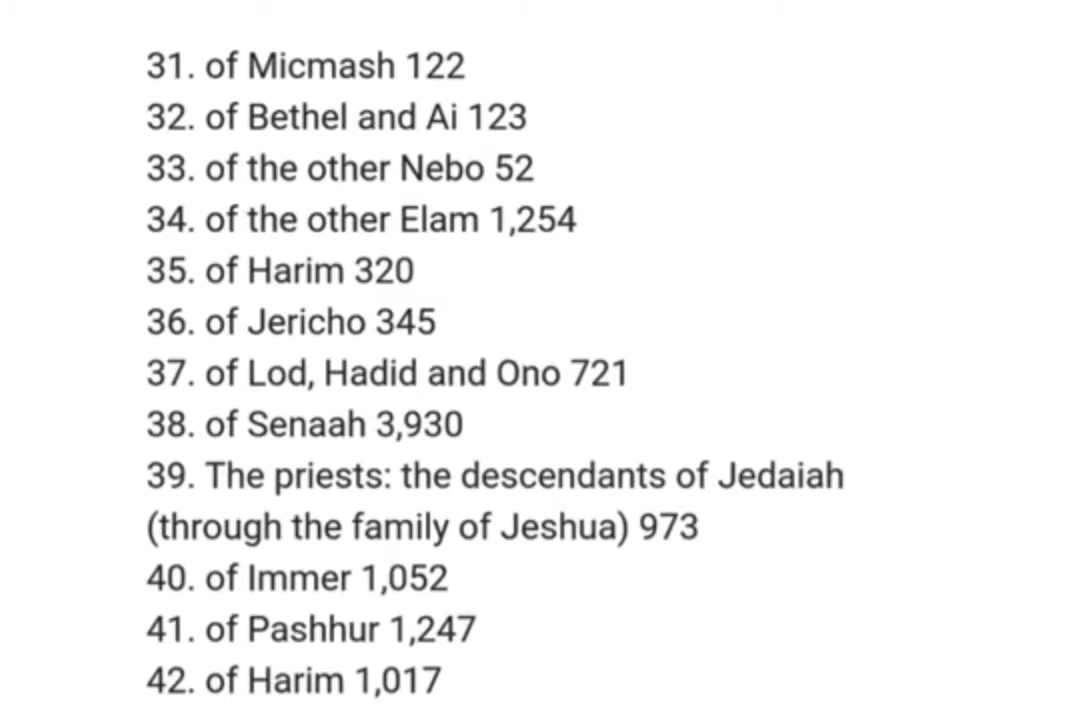 31. of Micmash 122
32. of Bethel and Ai 123
33. of the other Nebo 52
34. of the other Elam 1,254
35. of Harim 320
36. of Jericho 345
37. of Lod, Hadid and Ono 721
38. of Senaah 3,930
39. The priests: the descendants of Jedaiah
(through the family of Jeshua) 973
40. of Immer 1,052
41. of Pashhur 1,247
42. of Harim 1,017